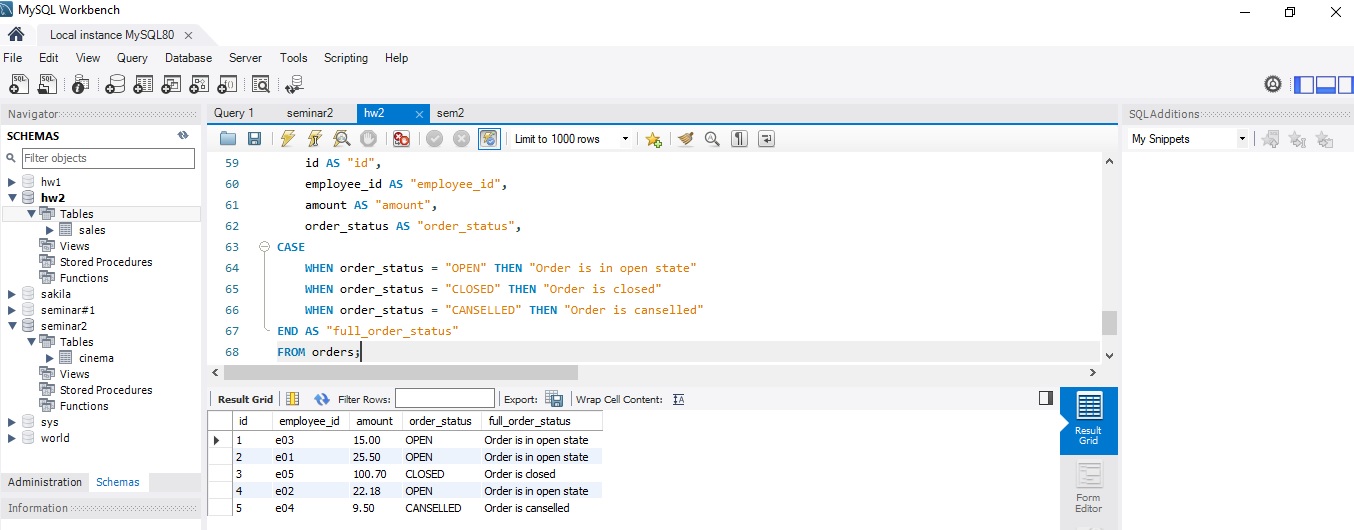 MySQL Workbench
Local instance MySQL80
File Edit View Query Database Server Tools Scripting Help
Navigator
SCHEMAS
Filter objects
hw1
hw2
Tables
sales
Views
Stored Procedures
Functions
sakila
seminar#1
seminar2
Tables
cinema
Views
Stored Procedures
Functions
sys
world
Administration Schemas
Information
Query 1 seminar2 hw2 sem2
Limit to 1000 rows
59 id AS "id",
60 employee_id AS "employee_id",
61 amount AS "amount",
62 order_status AS "order_status",
63 CASE
64 WHEN order_status = "OPEN" THEN "Order is in open state"
65 WHEN order_status = "CLOSED" THEN "Order is closed"
66 WHEN order_status = "CANSELLED" THEN "Order is canselled"
67 END AS "full_order_status"
68 FROM orders;
Result Grid Filter Rows: Export: Wrap Cell Content:
id employee_id amount order_status full_order_status
1 e03 15.00 OPEN Order is in open state
2 e01 25.50 OPEN Order is in open state
3 e05 100.70 CLOSED Order is closed
4 e02 22.18 OPEN Order is in open state
5 e04 9.50 CANSELLED Order is canselled
Result
Grid
Form
Editor
SQLAdditions
My Snippets